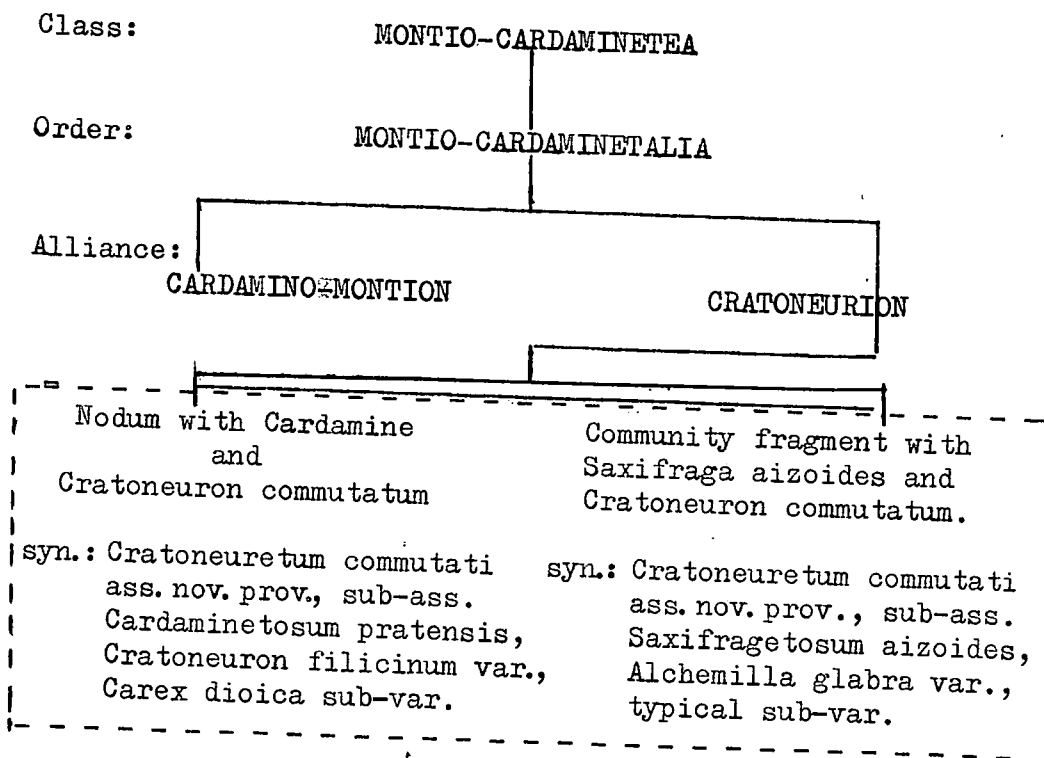 Class: MONTIO-CARDAMINETEA
Order: MONTIO-CARDAMINETALIA
Alliance:
CARDAMINO-MONTION CRATONEURION
Nodum with Cardamine
and
Cratoneuron commutatum
Community fragment with
Saxifraga aizoides and
Cratoneuron commutatum.
syn.: Cratoneuretum commutati
ass. nov. prov., sub-ass.
Cardaminetosum pratensis,
Cratoneuron filicinum var.,
Carex dioica sub-var.
syn.: Cratoneuretum commutati
ass. nov. prov., sub-ass.
Saxifragetosum aizoides,
Alchemilla glabra var.,
typical sub-var.